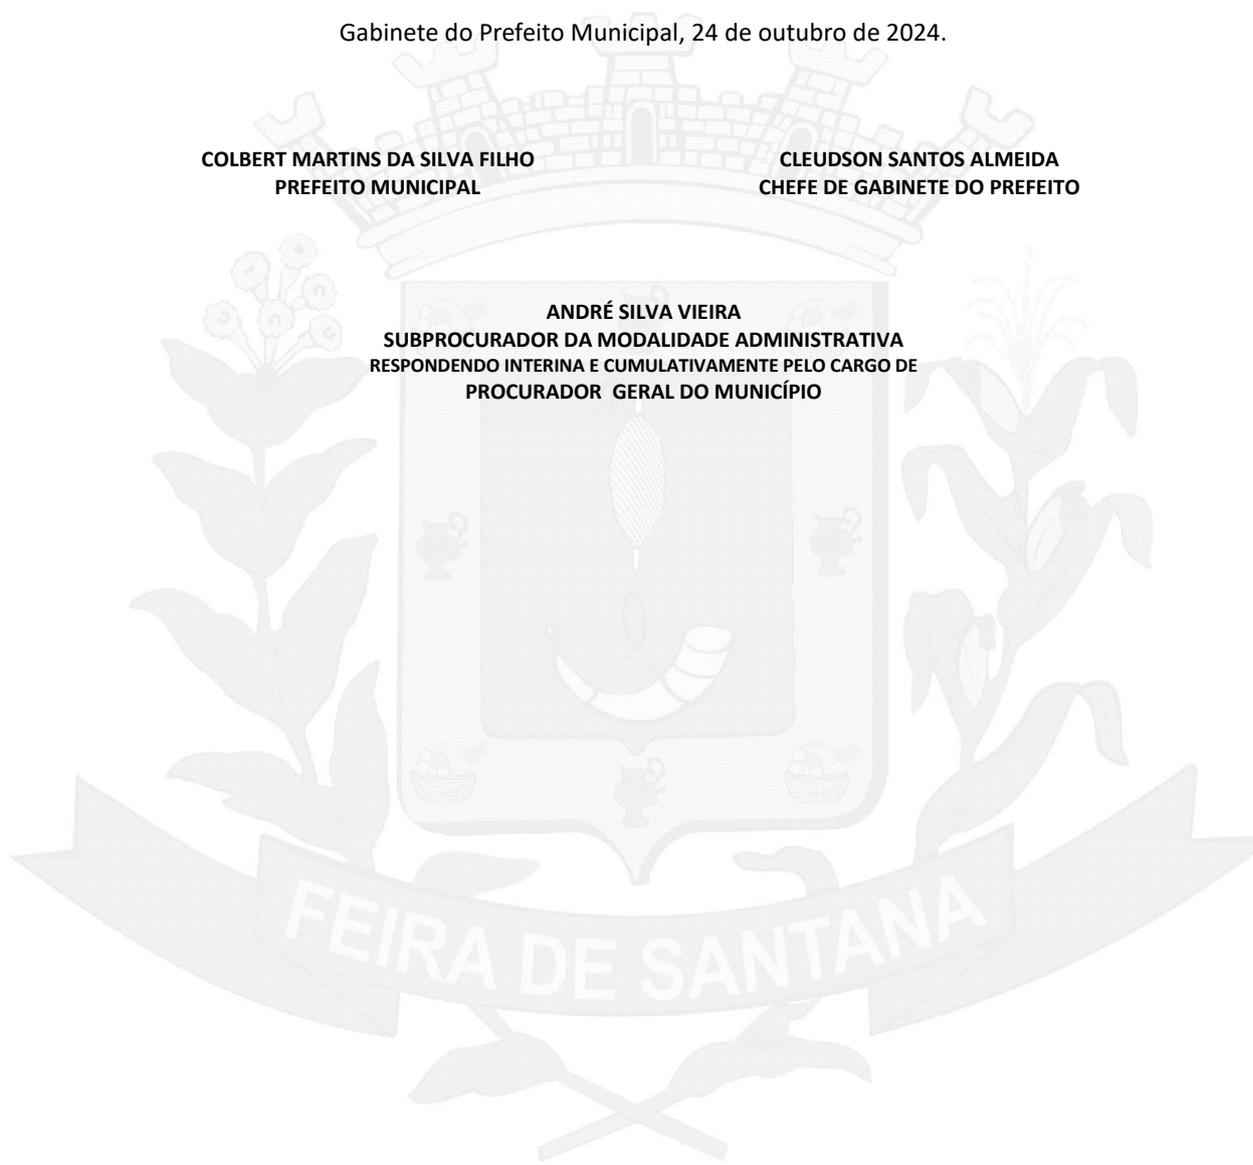 Gabinete do Prefeito Municipal, 24 de outubro de 2024.
COLBERT MARTINS DA SILVA FILHO
PREFEITO MUNICIPAL
CLEUDSON SANTOS ALMEIDA
CHEFE DE GABINETE DO PREFEITO
ANDRÉ SILVA VIEIRA
SUBPROCURADOR DA MODALIDADE ADMINISTRATIVA
RESPONDENDO INTERINA E CUMULATIVAMENTE PELO CARGO DE
PROCURADOR GERAL DO MUNICÍPIO
FEIRA DE SANTANA